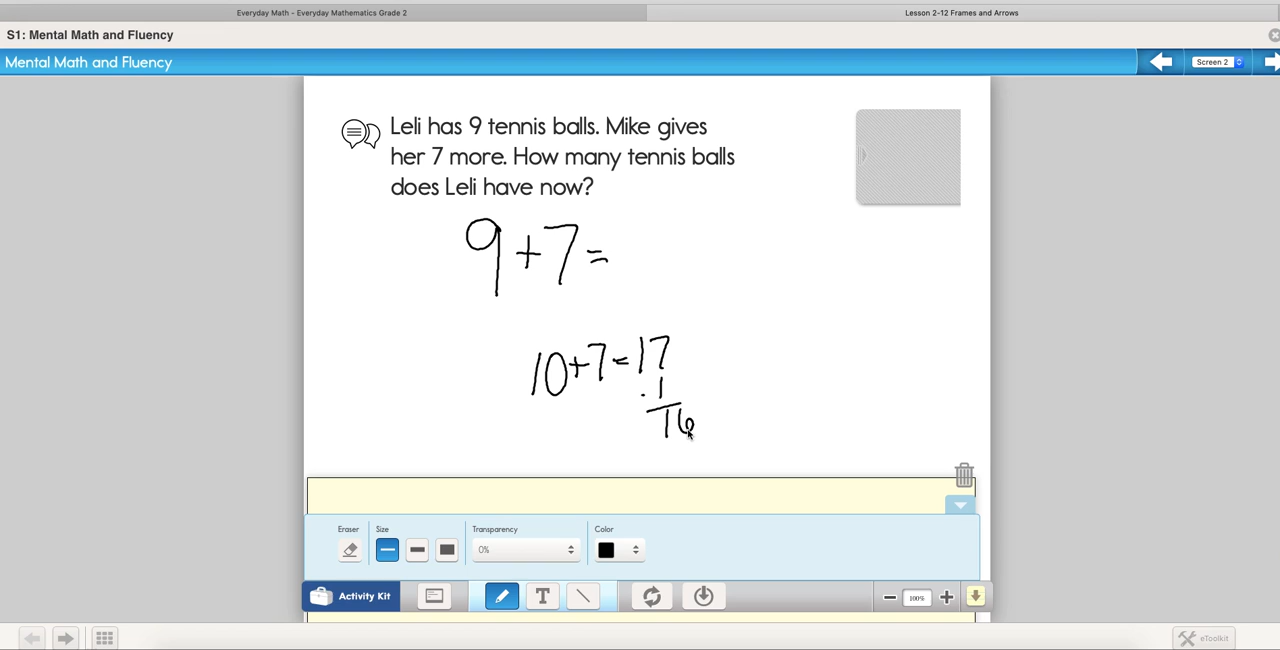 Everyday Math - Everyday Mathematics Grade 2
Lesson 2-12 Frames and Arrows
S1: Mental Math and Fluency
Mental Math and Fluency
Screen 2
Leli has 9 tennis balls. Mike gives
her 7 more. How many tennis balls
does Leli have now?
9+7=
10+7=17
-1
16
Eraser
Size
Transparency
Color
0%
Activity Kit
T
100%
eToolkit